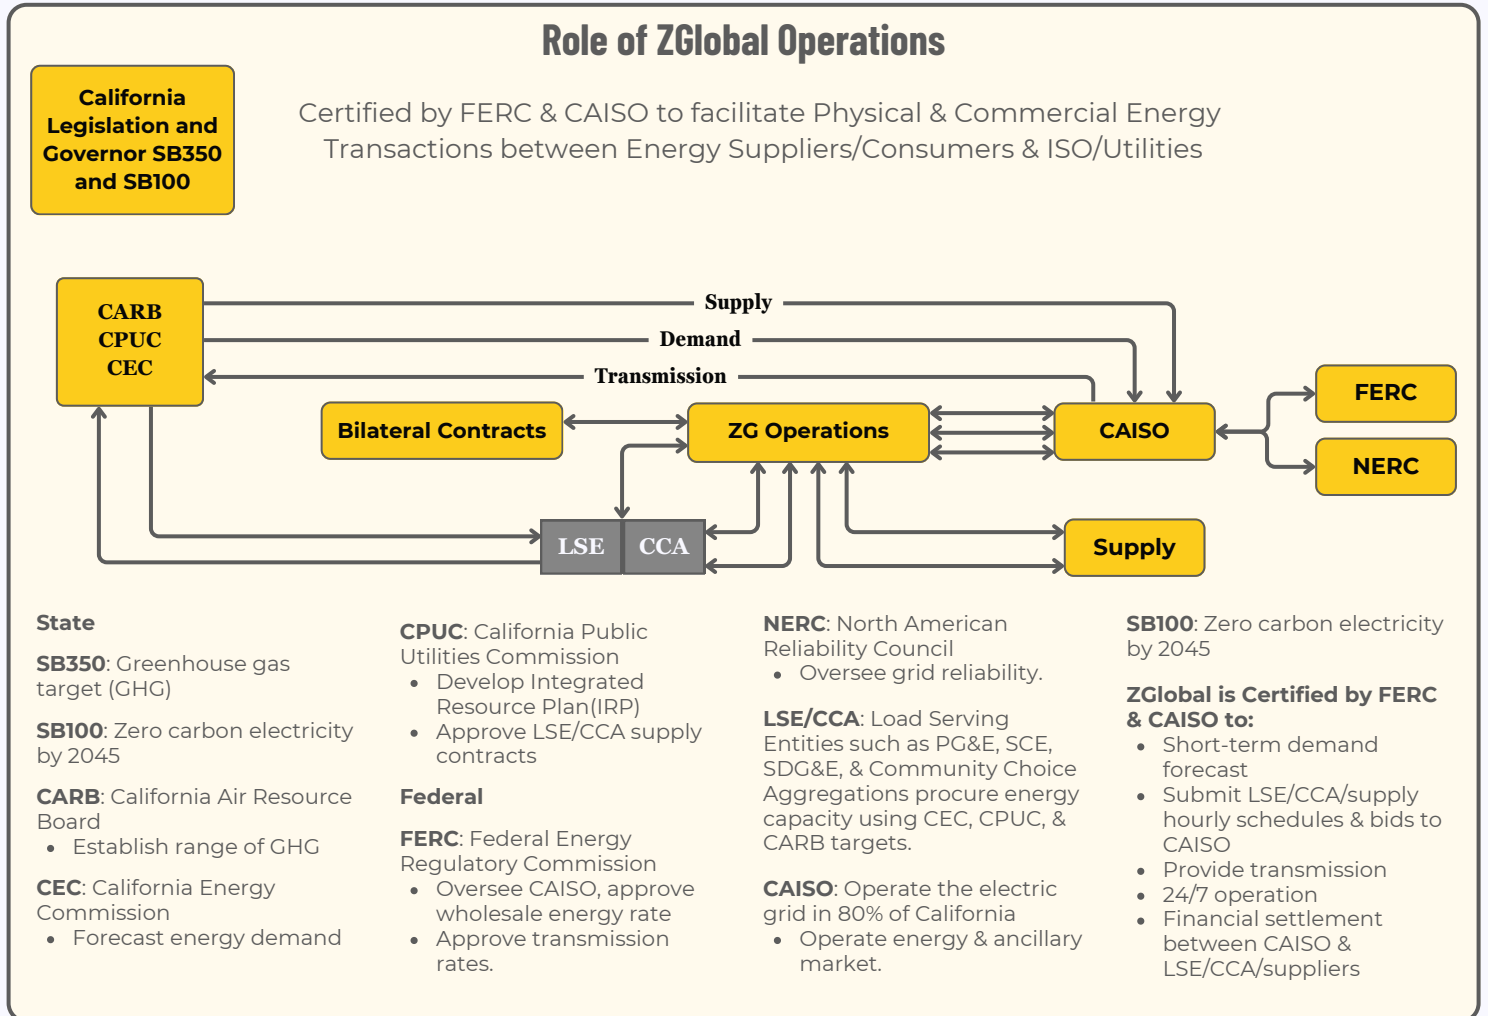 Role of ZGlobal Operations
California
Legislation and
Governor SB350
and SB100
Certified by FERC & CAISO to facilitate Physical & Commercial Energy
Transactions between Energy Suppliers/Consumers & ISO/Utilities
CARB
CPUC
CEC
Supply
Demand
Transmission
Bilateral Contracts
ZG Operations
CAISO
FERC
NERC
LSE
CCA
Supply
State
SB350: Greenhouse gas
target (GHG)
SB100: Zero carbon electricity
by 2045
CARB: California Air Resource
Board
• Establish range of GHG
CEC: California Energy
Commission
• Forecast energy demand
CPUC: California Public
Utilities Commission
• Develop Integrated
Resource Plan(IRP)
• Approve LSE/CCA supply
contracts
Federal
FERC: Federal Energy
Regulatory Commission
• Oversee CAISO, approve
wholesale energy rate
• Approve transmission
rates.
NERC: North American
Reliability Council
• Oversee grid reliability.
LSE/CCA: Load Serving
Entities such as PG&E, SCE,
SDG&E, & Community Choice
Aggregations procure energy
capacity using CEC, CPUC, &
CARB targets.
CAISO: Operate the electric
grid in 80% of California
• Operate energy & ancillary
market.
SB100: Zero carbon electricity
by 2045
ZGlobal is Certified by FERC
& CAISO to:
• Short-term demand
forecast
• Submit LSE/CCA/supply
hourly schedules & bids to
CAISO
• Provide transmission
• 24/7 operation
• Financial settlement
between CAISO &
LSE/CCA/suppliers